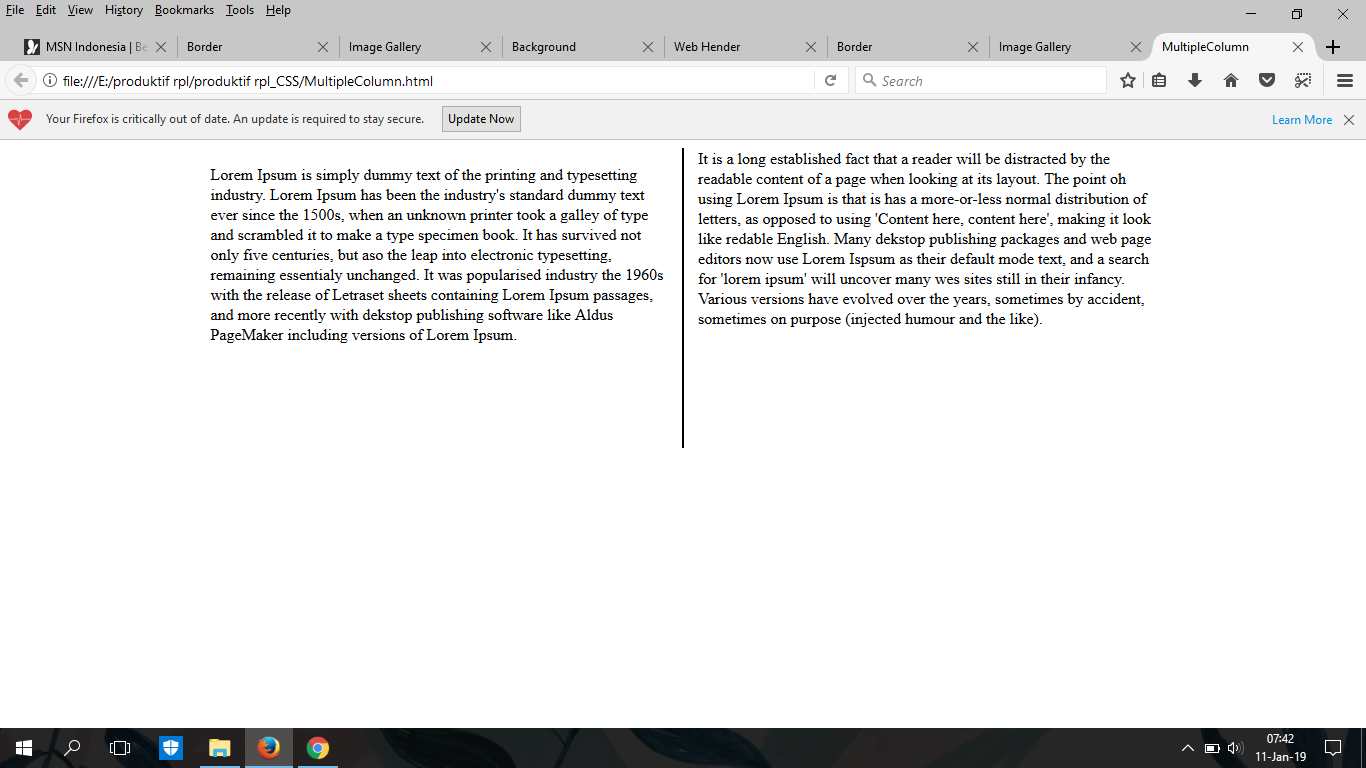 File Edit View History Bookmarks Tools Help
MSN Indonesia | Be
Border
Image Gallery
Background
Web Hender
Border
Image Gallery
MultipleColumn
file:///E:/produktif rpl/produktif rpl_CSS/MultipleColumn.html
Search
Your Firefox is critically out of date. An update is required to stay secure.
Update Now
Learn More
Lorem Ipsum is simply dummy text of the printing and typesetting
industry. Lorem Ipsum has been the industry's standard dummy text
ever since the 1500s, when an unknown printer took a galley of type
and scrambled it to make a type specimen book. It has survived not
only five centuries, but aso the leap into electronic typesetting,
remaining essentialy unchanged. It was popularised industry the 1960s
with the release of Letraset sheets containing Lorem Ipsum passages,
and more recently with dekstop publishing software like Aldus
PageMaker including versions of Lorem Ipsum.
It is a long established fact that a reader will be distracted by the
readable content of a page when looking at its layout. The point oh
using Lorem Ipsum is that is has a more-or-less normal distribution of
letters, as opposed to using 'Content here, content here', making it look
like redable English. Many dekstop publishing packages and web page
editors now use Lorem Ispsum as their default mode text, and a search
for 'lorem ipsum' will uncover many wes sites still in their infancy.
Various versions have evolved over the years, sometimes by accident,
sometimes on purpose (injected humour and the like).
07:42
11-Jan-19